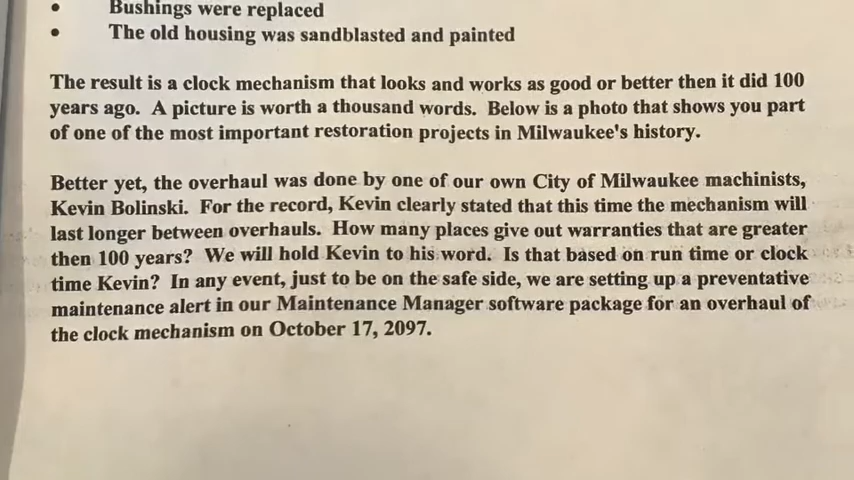 • Bushings were replaced
• The old housing was sandblasted and painted
The result is a clock mechanism that looks and works as good or better then it did 100
years ago. A picture is worth a thousand words. Below is a photo that shows you part
of one of the most important restoration projects in Milwaukee's history.
Better yet, the overhaul was done by one of our own City of Milwaukee machinists,
Kevin Bolinski. For the record, Kevin clearly stated that this time the mechanism will
last longer between overhauls. How many places give out warranties that are greater
then 100 years? We will hold Kevin to his word. Is that based on run time or clock
time Kevin? In any event, just to be on the safe side, we are setting up a preventative
maintenance alert in our Maintenance Manager software package for an overhaul of
the clock mechanism on October 17, 2097.